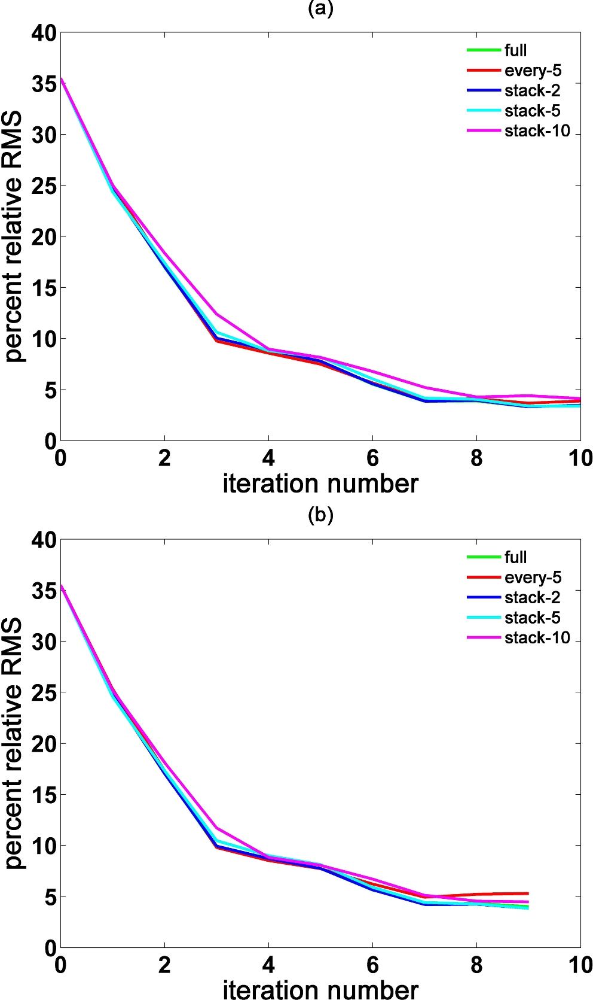 (a)
percent relative RMS
40
35
30
25
20
15
10
5
0
full
every-5
stack-2
stack-5
stack-10
0 2 4 6 8 10
iteration number
(b)
percent relative RMS
40
35
30
25
20
15
10
5
0
full
every-5
stack-2
stack-5
stack-10
0 2 4 6 8 10
iteration number